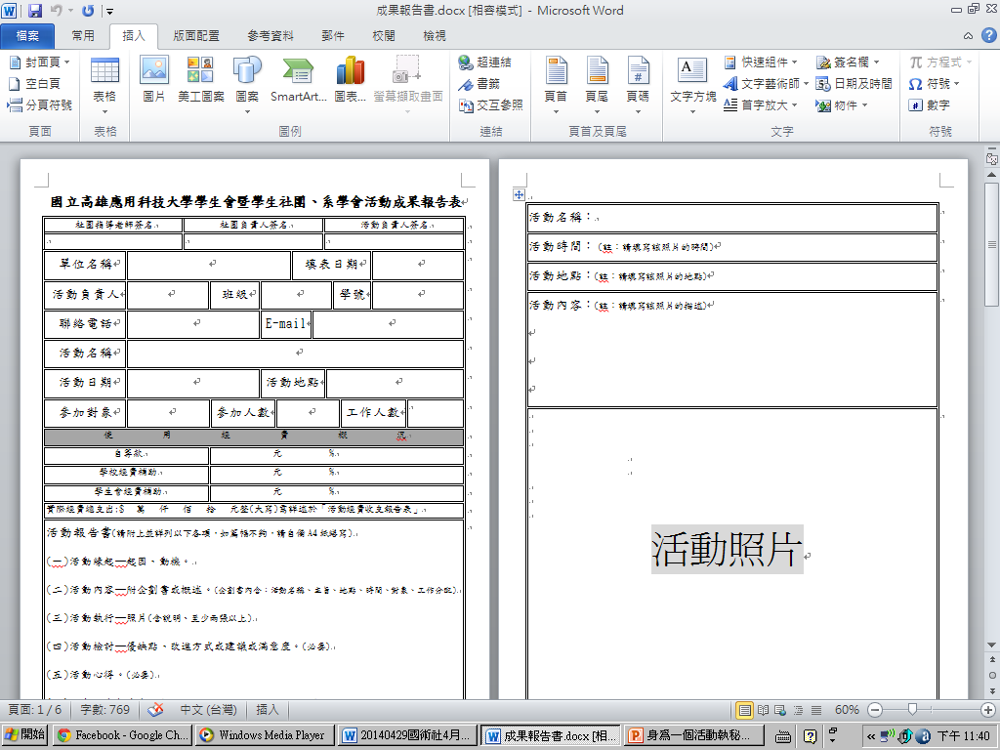 成果報告書.docx [相容模式] - Microsoft Word
檔案 常用 插入 版面配置 參考資料 郵件 校閱 檢視
封面頁 空白頁 分頁符號 頁面
表格 表格
圖片 美工圖案 圖案 SmartArt... 圖表... 螢幕擷取畫面 圖例
超連結 書籤 交互參照 連結
頁首 頁尾 頁碼 頁首及頁尾
文字方塊 快速組件 文字藝術師 首字放大 簽名欄 日期及時間 物件 文字
π 方程式 Ω 符號 # 數字 符號
國立高雄應用科技大學學生會暨學生社團、系學會活動成果報告表
社團指導老師簽名 社團負責人簽名 活動負責人簽名
單位名稱 填表日期
活動負責人 班級 學號
聯絡電話 E-mail
活動名稱
活動日期 活動地點
參加對象 參加人數 工作人數
使 用 經 費 概 況
自籌款 元 %
學校經費補助 元 %
學生會經費補助 元 %
實際經費總支出:$ 萬 仟 佰 拾 元整(大寫)寫詳述於「活動經費收支報告表」
活動報告書(請附上並詳列以下各項，如篇幅不夠，請自備A4紙繕寫)
(一)活動緣起—起因、動機。
(二)活動內容—附企劃書或概述。(企劃書內含：活動名稱、主旨、地點、時間、對象、工作分配)
(三)活動執行—照片(含說明、至少兩張以上)
(四)活動檢討—優缺點、改進方式或建議或滿意度。(必要)
(五)活動心得。(必要)
活動名稱：
活動時間：(註：請填寫該照片的時間)
活動地點：(註：請填寫該照片的地點)
活動內容：(註：請填寫該照片的描述)
活動照片
頁面: 1 / 6 字數: 769 中文 (台灣) 插入 60%
開始 Facebook - Google Ch... Windows Media Player 20140429國術社4月... 成果報告書.docx [相... 身為一個活動執秘... 下午 11:40